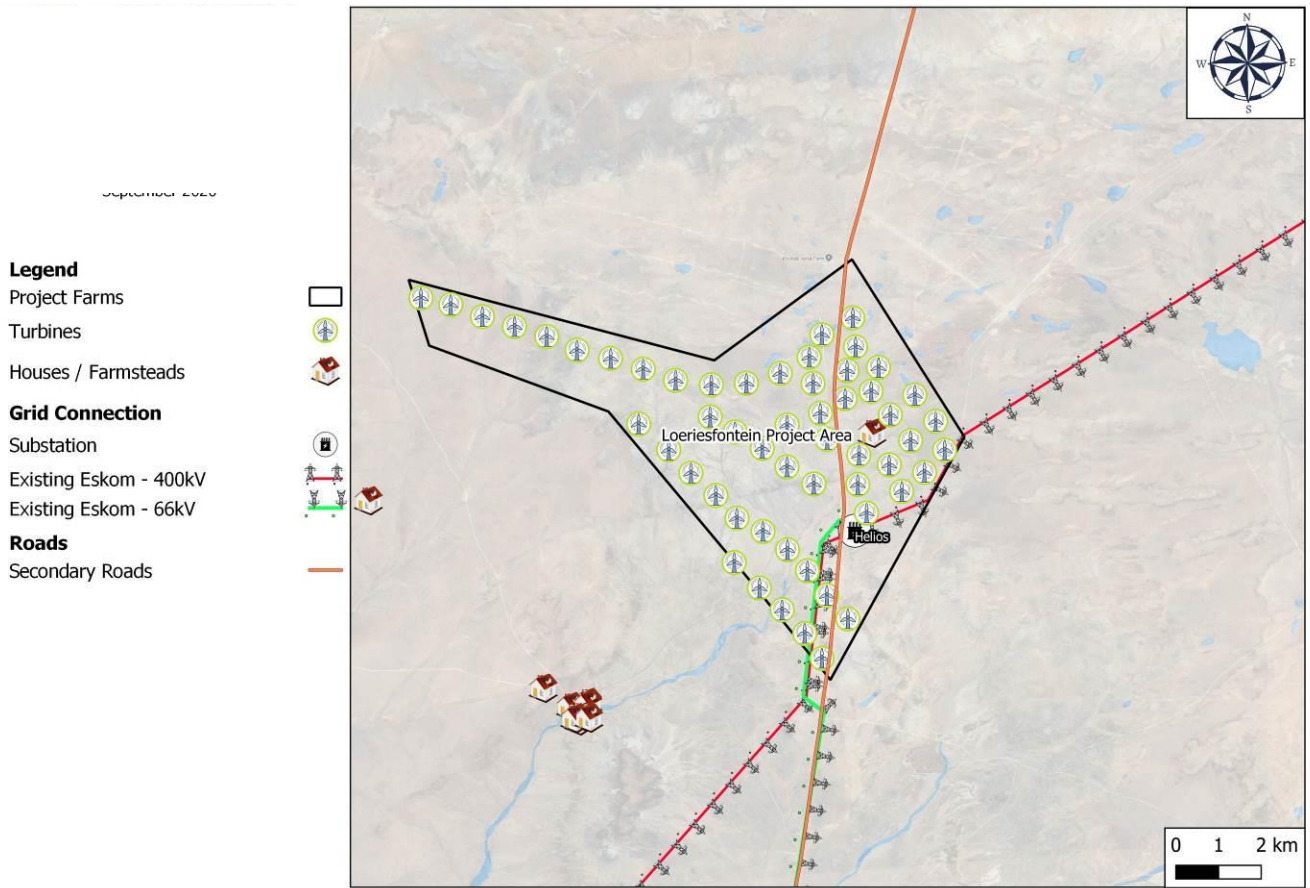 Legend
Project Farms
Turbines
Houses / Farmsteads
Grid Connection
Substation
Existing Eskom - 400kV
Existing Eskom - 66kV
Roads
Secondary Roads
N
W E
S
Loeriesfontein Project Area
Helios
0 1 2 km